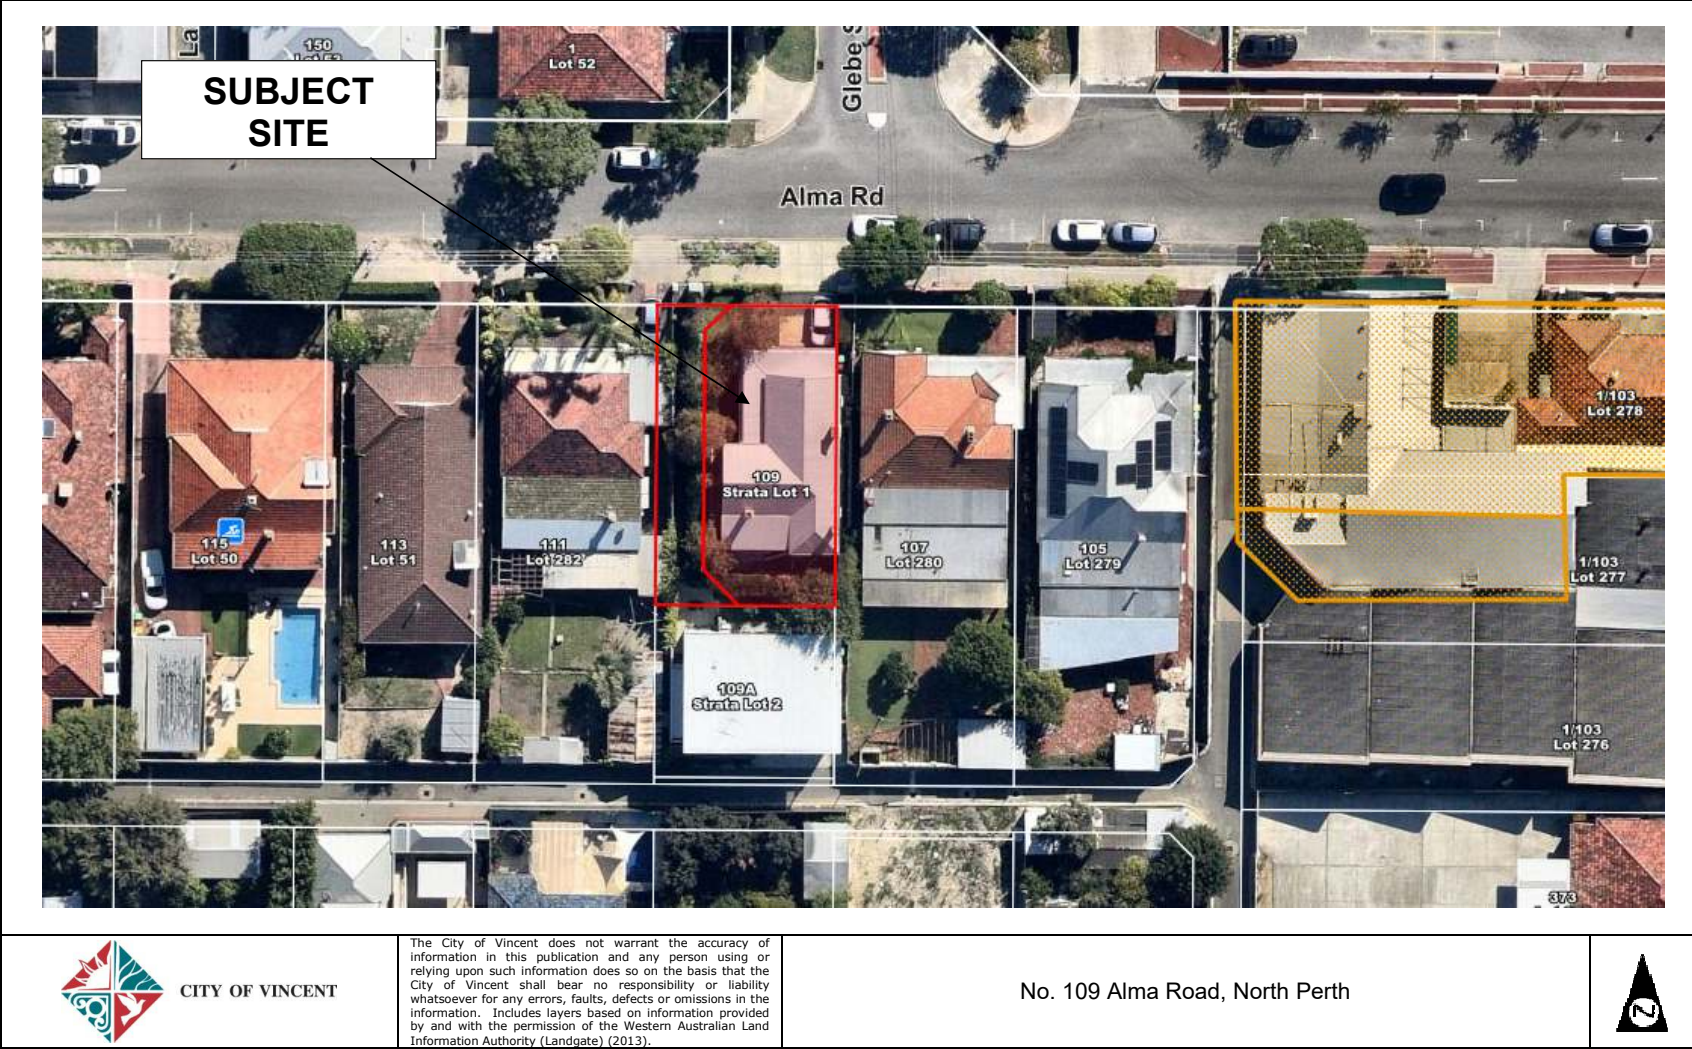 La
150
1
Lot 52
Glebe S
SUBJECT
SITE
Alma Rd
1/103
Lot 278
109
Strata Lot 1
115
Lot 50
113
Lot 51
111
Lot 282
107
Lot 280
105
Lot 279
1/103
Lot 277
109A
Strata Lot 2
1/103
Lot 276
373
CITY OF VINCENT
The City of Vincent does not warrant the accuracy of
information in this publication and any person using or
relying upon such information does so on the basis that the
City of Vincent shall bear no responsibility or liability
whatsoever for any errors, faults, defects or omissions in the
information. Includes layers based on information provided
by and with the permission of the Western Australian Land
Information Authority (Landgate) (2013).
No. 109 Alma Road, North Perth
N